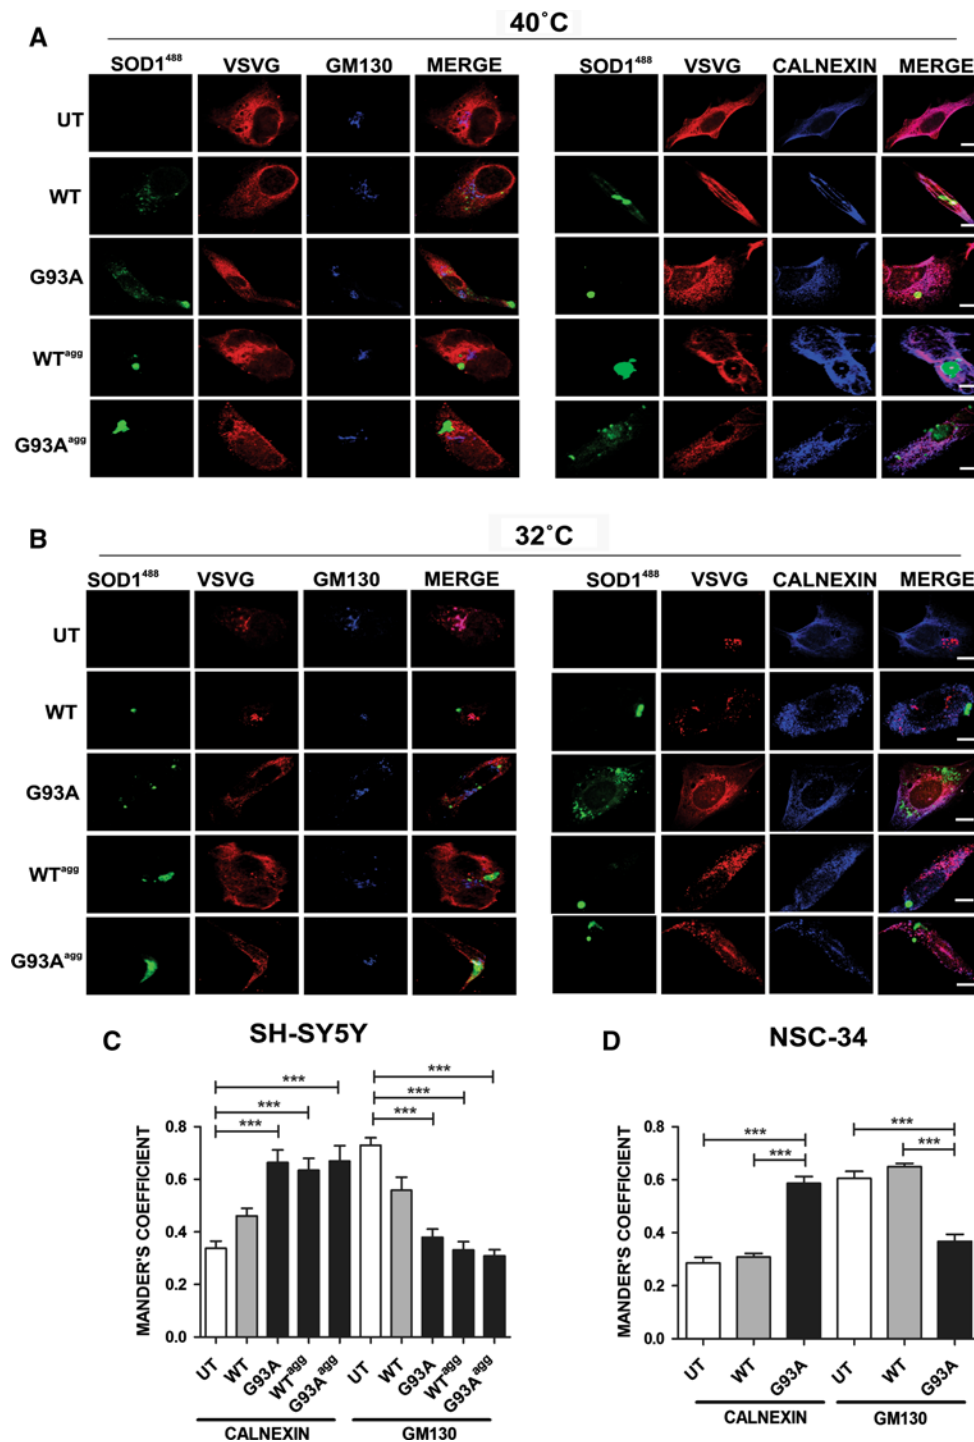 A
40°C
SOD1⁴⁸⁸ VSVG GM130 MERGE SOD1⁴⁸⁸ VSVG CALNEXIN MERGE
UT
WT
G93A
WTᵃᵍᵍ
G93Aᵃᵍᵍ
B
32°C
SOD1⁴⁸⁸ VSVG GM130 MERGE SOD1⁴⁸⁸ VSVG CALNEXIN MERGE
UT
WT
G93A
WTᵃᵍᵍ
G93Aᵃᵍᵍ
C
SH-SY5Y
MANDER'S COEFFICIENT
0.8
0.6
0.4
0.2
0.0
***
***
***
***
***
***
UT WT G93A WTᵃᵍᵍ G93Aᵃᵍᵍ UT WT G93A WTᵃᵍᵍ G93Aᵃᵍᵍ
CALNEXIN GM130
D
NSC-34
MANDER'S COEFFICIENT
0.8
0.6
0.4
0.2
0.0
***
***
***
***
UT WT G93A UT WT G93A
CALNEXIN GM130